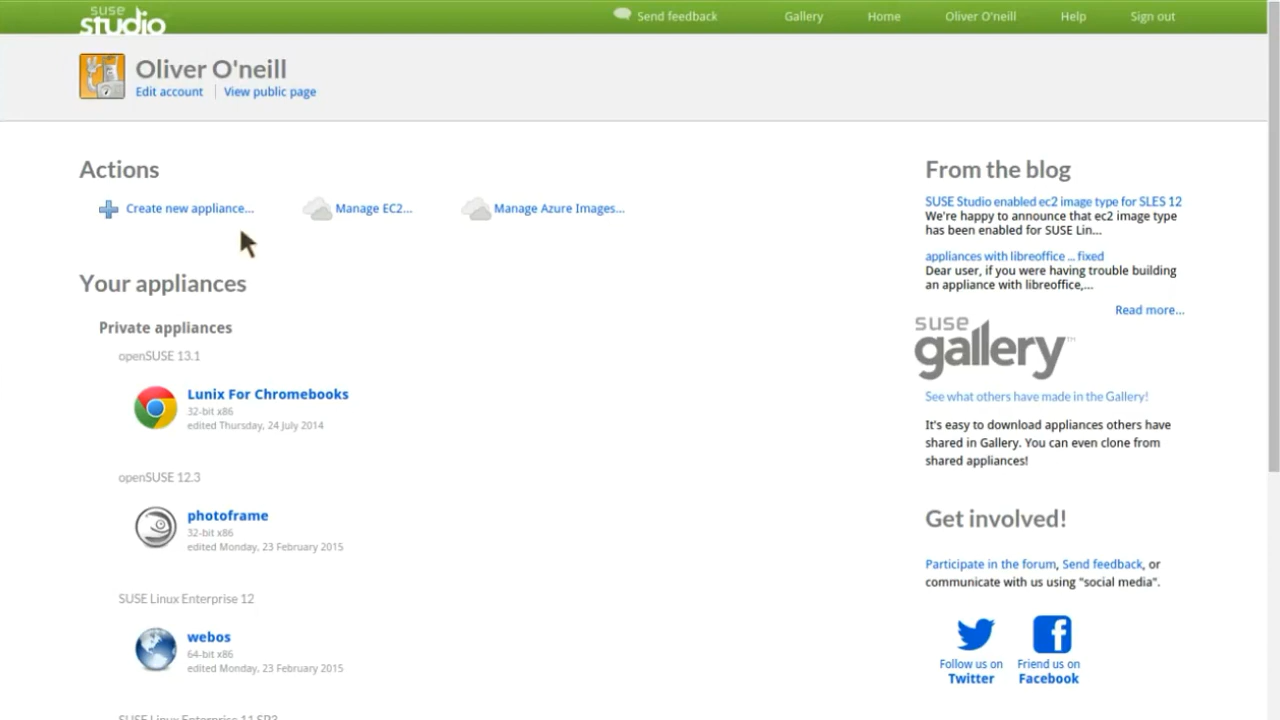 suse
studio
Send feedback
Gallery
Home
Oliver O'neill
Help
Sign out
Oliver O'neill
Edit account
View public page
Actions
Create new appliance...
Manage EC2...
Manage Azure Images...
Your appliances
Private appliances
openSUSE 13.1
Lunix For Chromebooks
32-bit x86
edited Thursday, 24 July 2014
openSUSE 12.3
photoframe
32-bit x86
edited Monday, 23 February 2015
SUSE Linux Enterprise 12
webos
64-bit x86
edited Monday, 23 February 2015
SUSE Linux Enterprise 11 SP3
From the blog
SUSE Studio enabled ec2 image type for SLES 12
We're happy to announce that ec2 image type
has been enabled for SUSE Lin...
appliances with libreoffice ... fixed
Dear user, if you were having trouble building
an appliance with libreoffice,...
Read more...
suse
gallery™
See what others have made in the Gallery!
It's easy to download appliances others have
shared in Gallery. You can even clone from
shared appliances!
Get involved!
Participate in the forum, Send feedback, or
communicate with us using "social media".
Follow us on
Twitter
Friend us on
Facebook